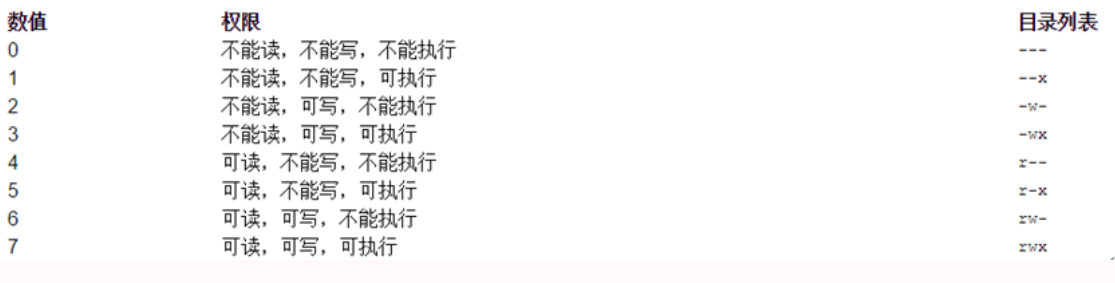 数值 权限 目录列表
0 不能读，不能写，不能执行 ---
1 不能读，不能写，可执行 --x
2 不能读，可写，不能执行 -w-
3 不能读，可写，可执行 -wx
4 可读，不能写，不能执行 r--
5 可读，不能写，可执行 r-x
6 可读，可写，不能执行 rw-
7 可读，可写，可执行 rwx